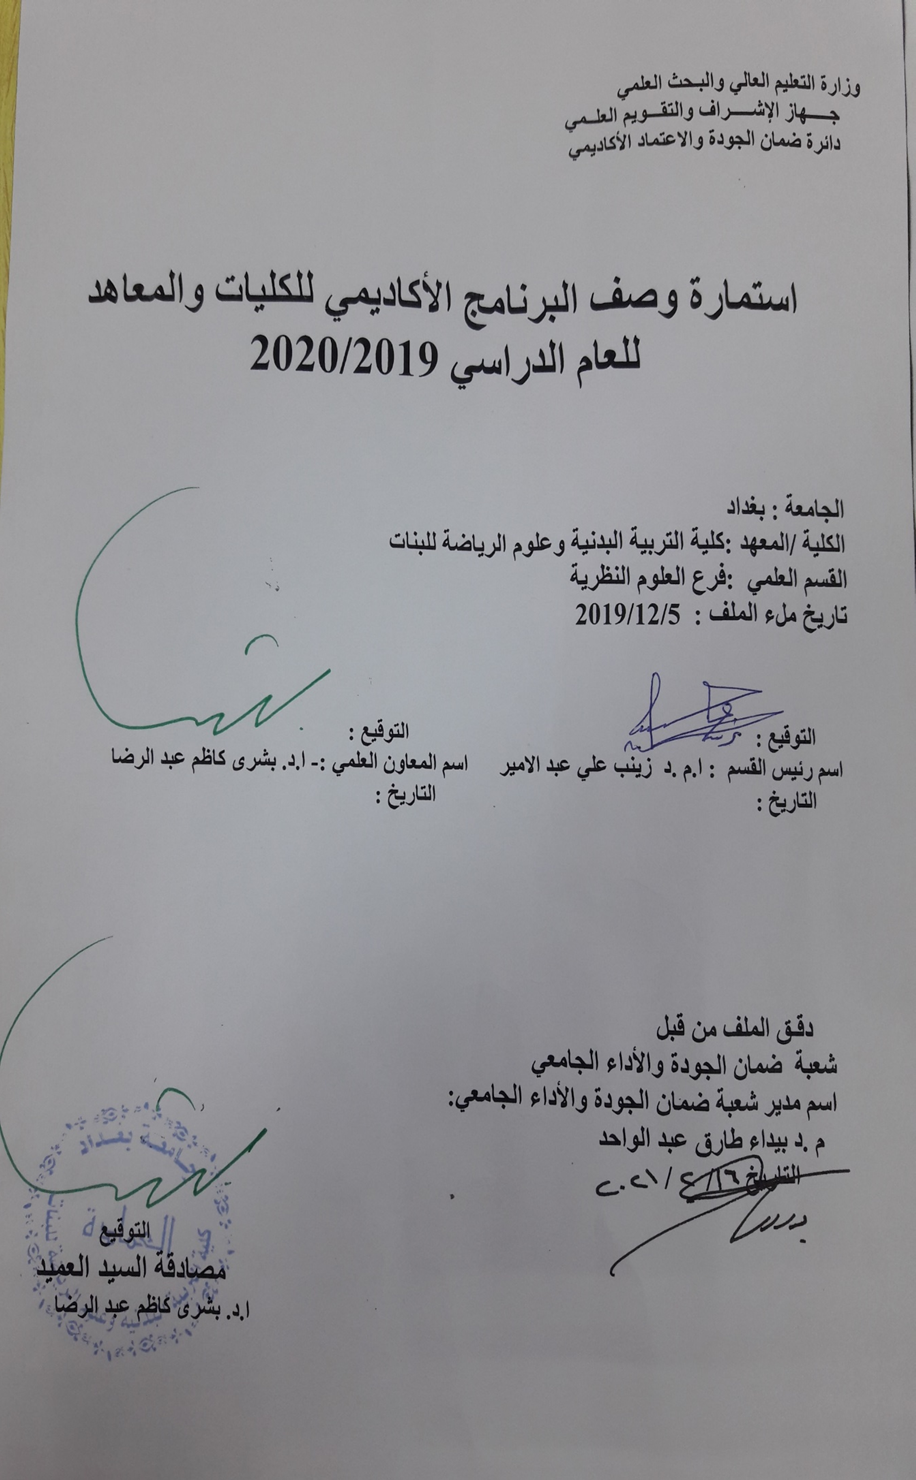 وزارة التعليم العالي والبحث العلمي
جهاز الإشراف والتقويم العلمي
دائرة ضمان الجودة والاعتماد الأكاديمي
استمارة وصف البرنامج الأكاديمي للكليات والمعاهد
للعام الدراسي 2020/2019
الجامعة : بغداد
الكلية /المعهد :كلية التربية البدنية وعلوم الرياضة للبنات
القسم العلمي :فرع العلوم النظرية
تاريخ ملء الملف : 2019/12/5
التوقيع :
اسم رئيس القسم : ا.م .د زينب علي عبد الامير
التاريخ :
التوقيع :
اسم المعاون العلمي :- ا.د. بشرى كاظم عبد الرضا
التاريخ :
دقق الملف من قبل
شعبة ضمان الجودة والأداء الجامعي
اسم مدير شعبة ضمان الجودة والأداء الجامعي:
م .د بيداء طارق عبد الواحد
التاريخ
جامعة بغداد
العمادة
التوقيع
مصادقة السيد العميد
ا.د. بشرى كاظم عبد الرضا